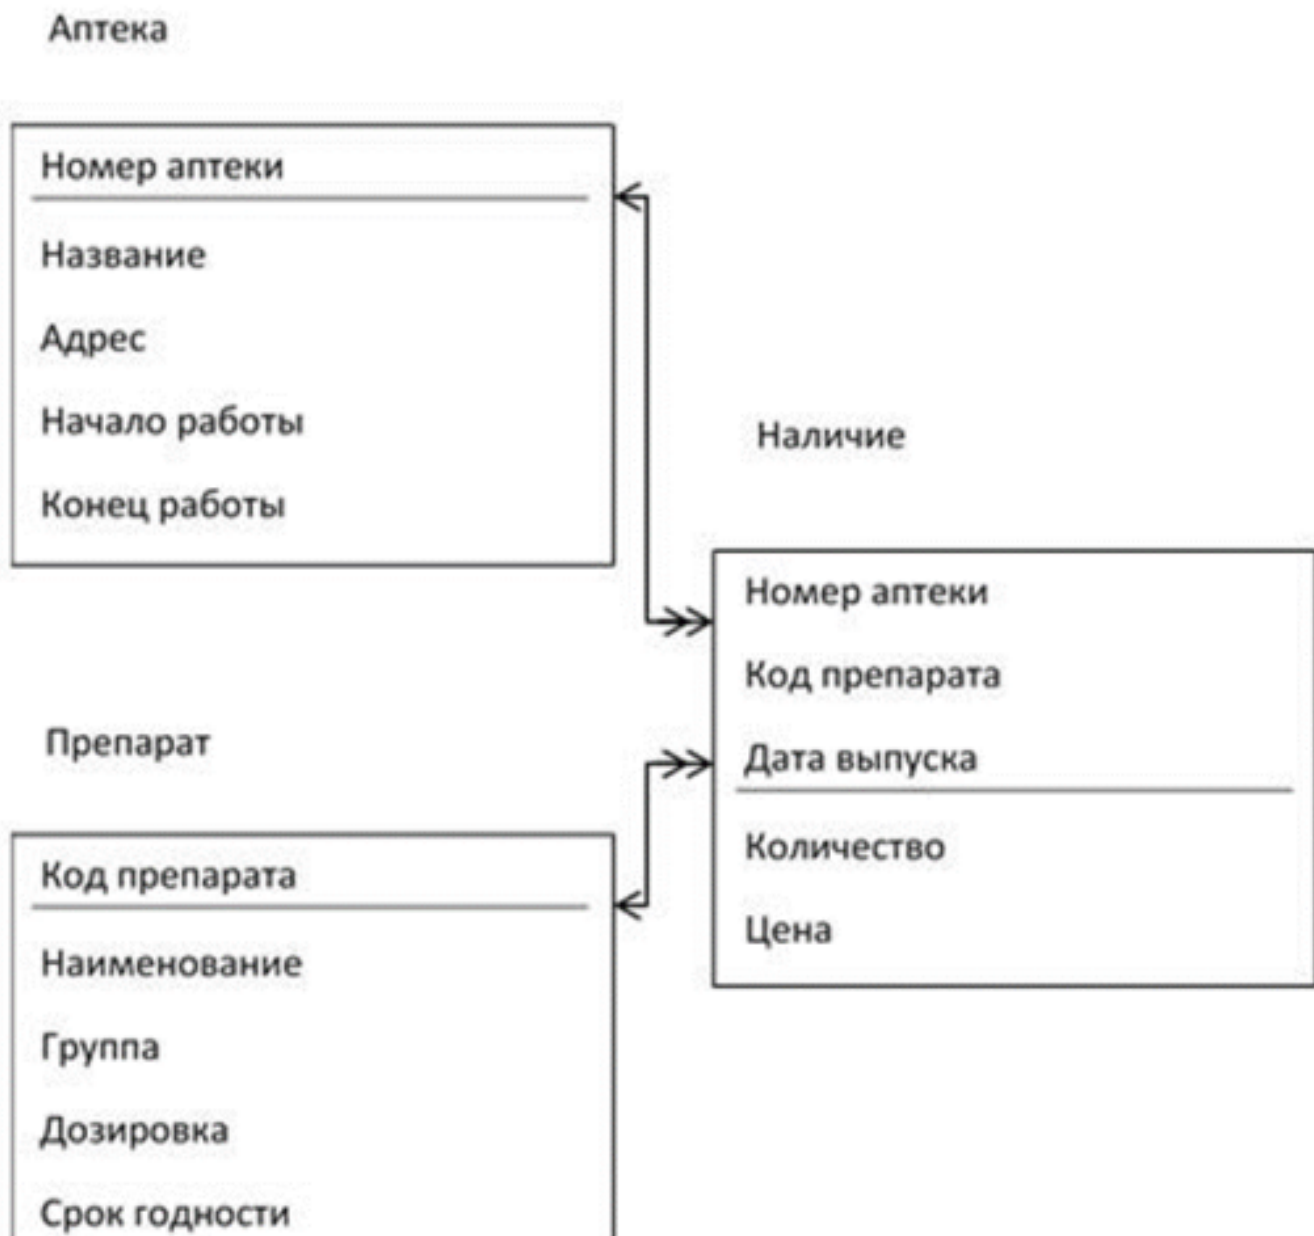 Аптека
Номер аптеки
Название
Адрес
Начало работы
Конец работы
Наличие
Номер аптеки
Код препарата
Дата выпуска
Количество
Цена
Препарат
Код препарата
Наименование
Группа
Дозировка
Срок годности